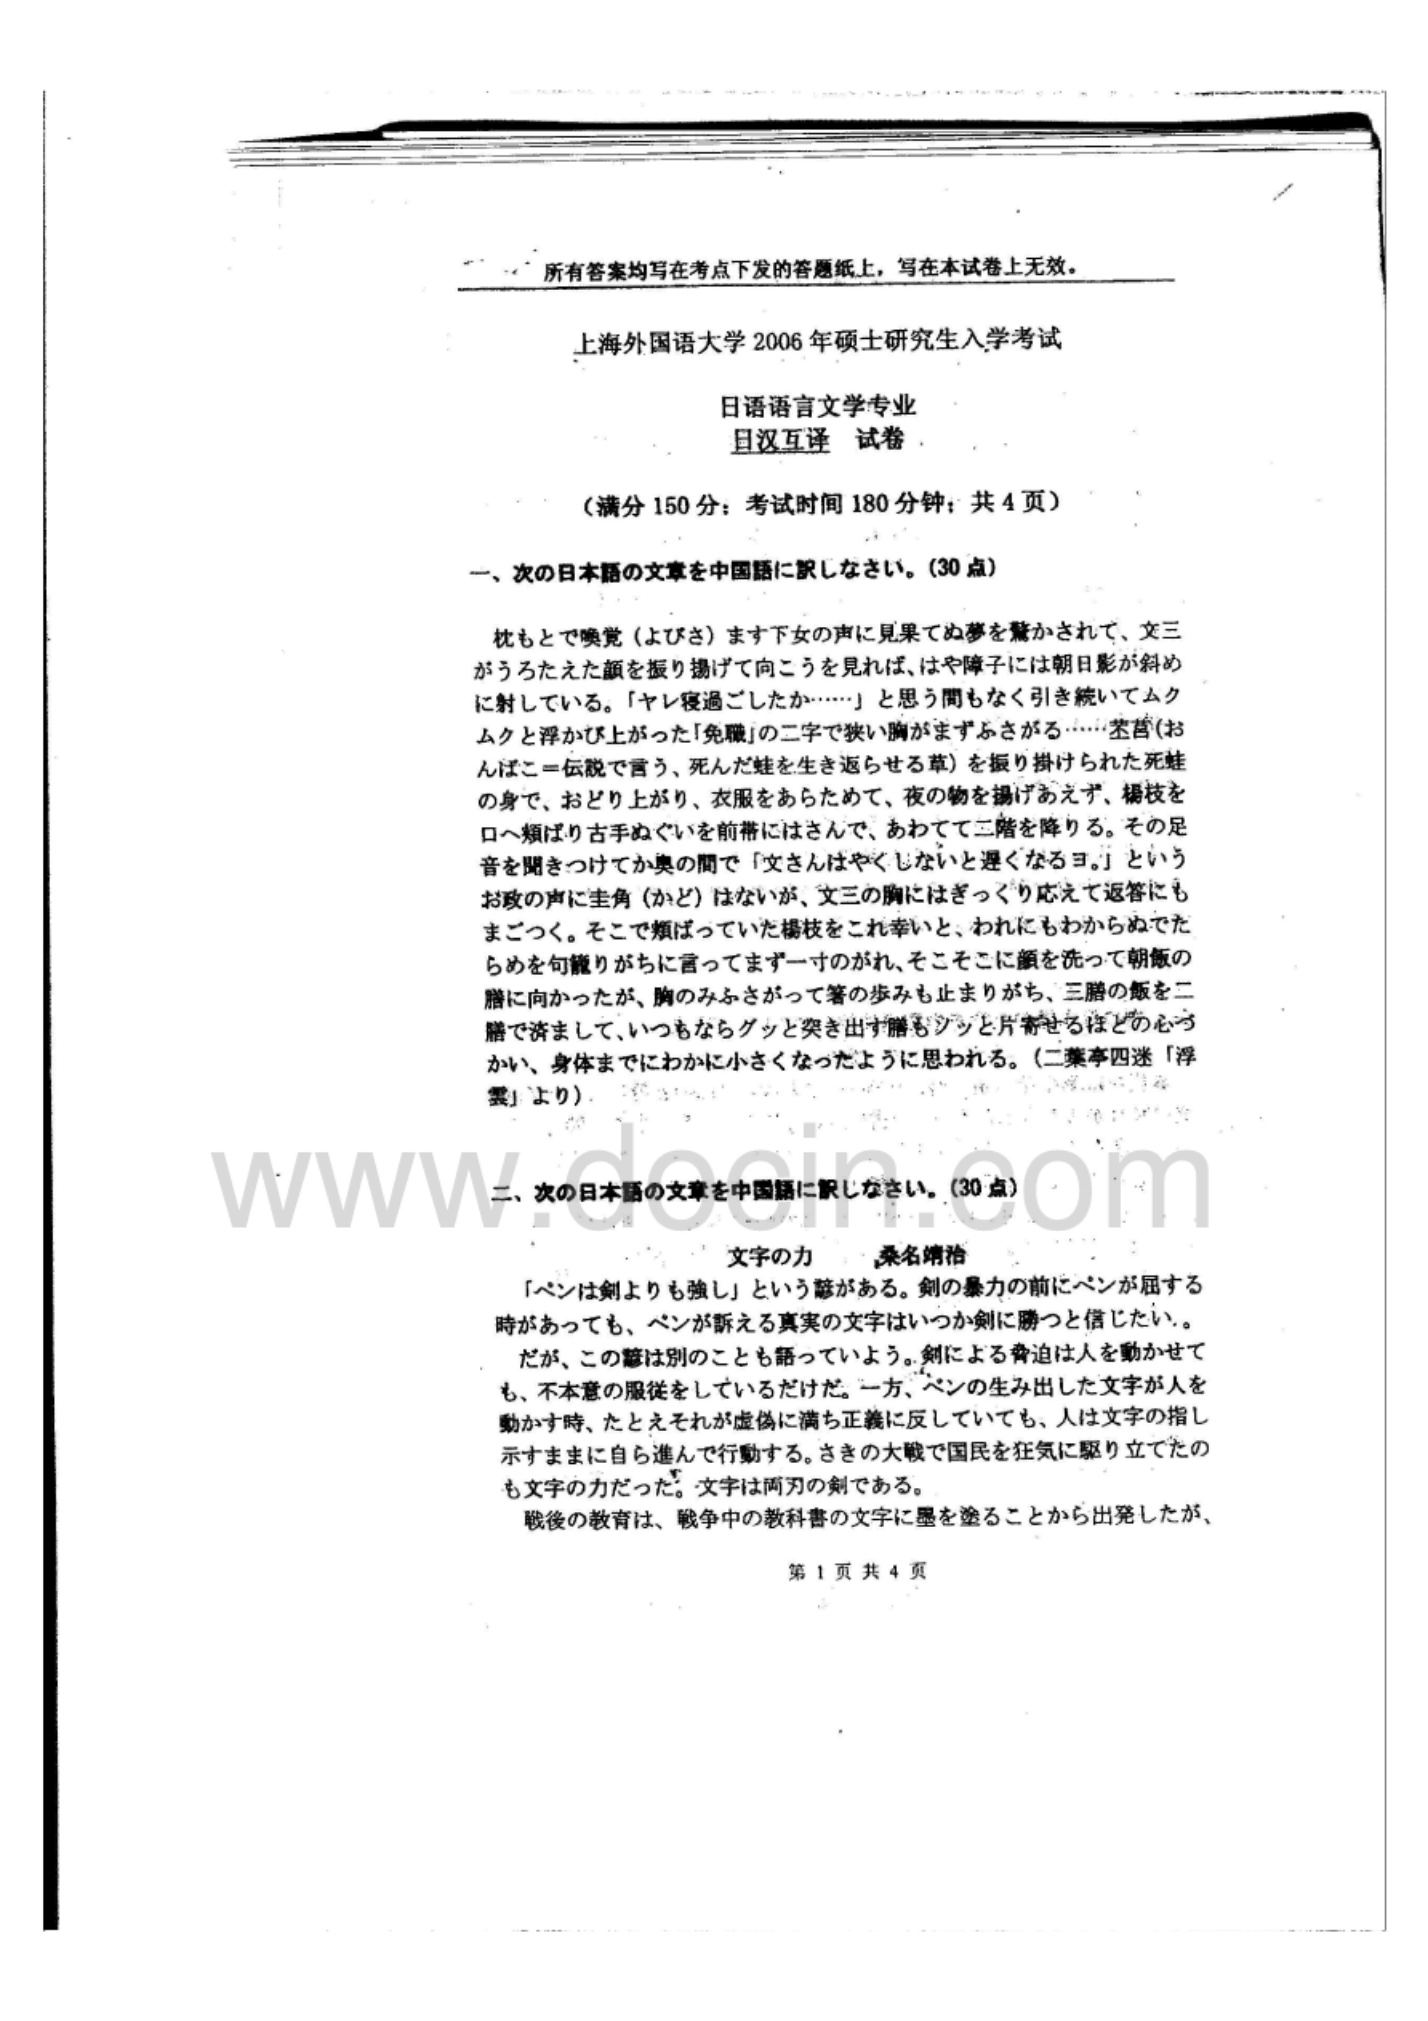 所有答案均写在考点下发的答题纸上，写在本试卷上无效。
上海外国语大学 2006 年硕士研究生入学考试
日语语言文学专业
日汉互译 试卷
（满分 150 分；考试时间 180 分钟；共 4 页）
一、次の日本語の文章を中国語に訳しなさい。(30 点)
枕もとで喚覚（よびさ）ます下女の声に見果てぬ夢を驚かされて、文三
がうろたえた顔を振り揚げて向こうを見れば、はや障子には朝日影が斜め
に射している。「ヤレ寝過ごしたか……」と思う間もなく引き続いてムク
ムクと浮かび上がった「免職」の二字で狭い胸がまずふさがる……苤苢(お
んばこ＝伝説で言う、死んだ蛙を生き返らせる草）を振り掛けられた死蛙
の身で、おどり上がり、衣服をあらためて、夜の物を揚げあえず、楊枝を
口へ頬ばり古手ぬぐいを前帯にはさんで、あわてて二階を降りる。その足
音を聞きつけてか奥の間で「文さんはやくしないと遅くなるヨ。」という
お政の声に圭角（かど）はないが、文三の胸にはぎっくり応えて返答にも
まごつく。そこで頬ばっていた楊枝をこれ幸いと、われにもわからぬでた
らめを句籠りがちに言ってまず一寸のがれ、そこそこに顔を洗って朝飯の
膳に向かったが、胸のみふさがって箸の歩みも止まりがち、三膳の飯を二
膳で済まして、いつもならグッと突き出す膳もソッと片寄せるほどの心づ
かい、身体までにわかに小さくなったように思われる。（二葉亭四迷「浮
雲」より）
二、次の日本語の文章を中国語に訳しなさい。(30 点)
文字の力 桑名靖治
「ペンは剣よりも強し」という諺がある。剣の暴力の前にペンが屈する
時があっても、ペンが訴える真実の文字はいつか剣に勝つと信じたい.。
だが、この諺は別のことも語っていよう。剣による脅迫は人を動かせて
も、不本意の服従をしているだけだ。一方、ペンの生み出した文字が人を
動かす時、たとえそれが虚偽に満ち正義に反していても、人は文字の指し
示すままに自ら進んで行動する。さきの大戦で国民を狂気に駆り立てたの
も文字の力だった。文字は両刃の剣である。
戦後の教育は、戦争中の教科書の文字に墨を塗ることから出発したが、
第 1 页 共 4 页
www.docin.com